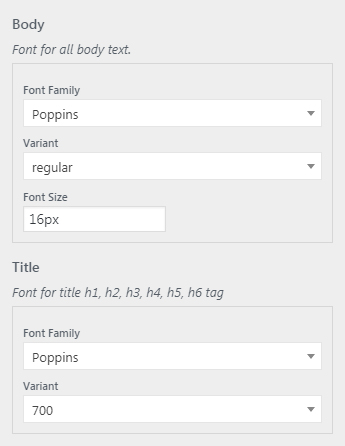 Body
Font for all body text.
Font Family
Poppins
Variant
regular
Font Size
16px
Title
Font for title h1, h2, h3, h4, h5, h6 tag
Font Family
Poppins
Variant
700